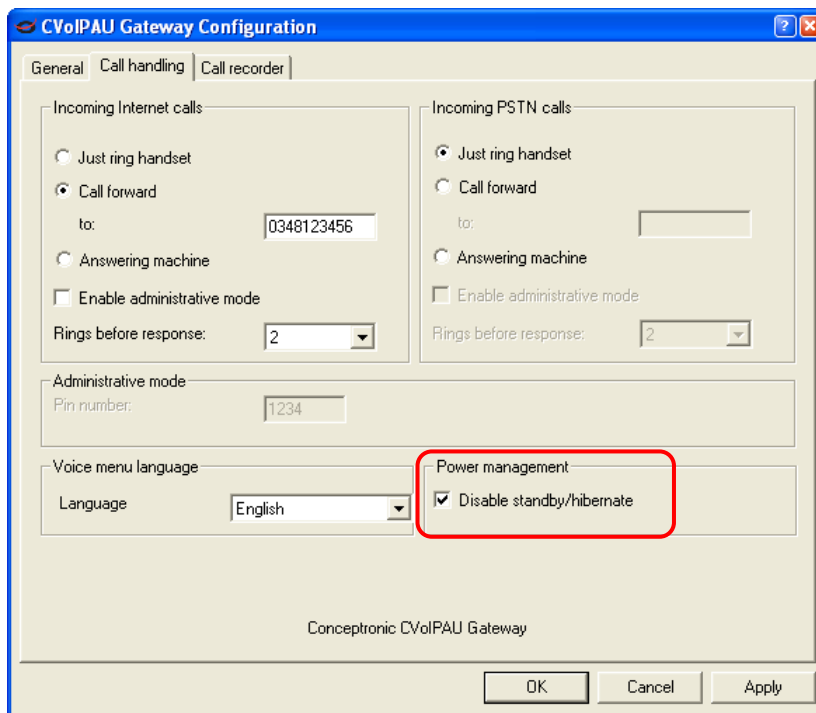 CVoIPAU Gateway Configuration
General
Call handling
Call recorder
Incoming Internet calls
Just ring handset
Call forward
to:
0348123456
Answering machine
Enable administrative mode
Rings before response:
2
Incoming PSTN calls
Just ring handset
Call forward
to:
Answering machine
Enable administrative mode
Rings before response:
2
Administrative mode
Pin number:
1234
Voice menu language
Language
English
Power management
Disable standby/hibernate
Conceptronic CVoIPAU Gateway
OK
Cancel
Apply